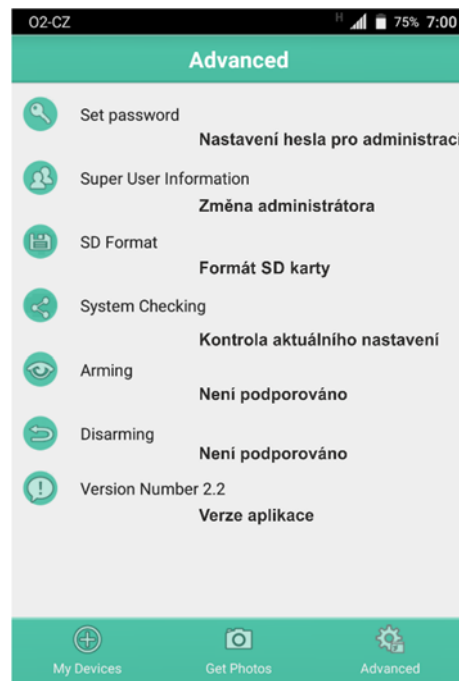 O2-CZ H 75% 7:00
Advanced
Set password
Nastavení hesla pro administraci
Super User Information
Změna administrátora
SD Format
Formát SD karty
System Checking
Kontrola aktuálního nastavení
Arming
Není podporováno
Disarming
Není podporováno
Version Number 2.2
Verze aplikace
My Devices Get Photos Advanced